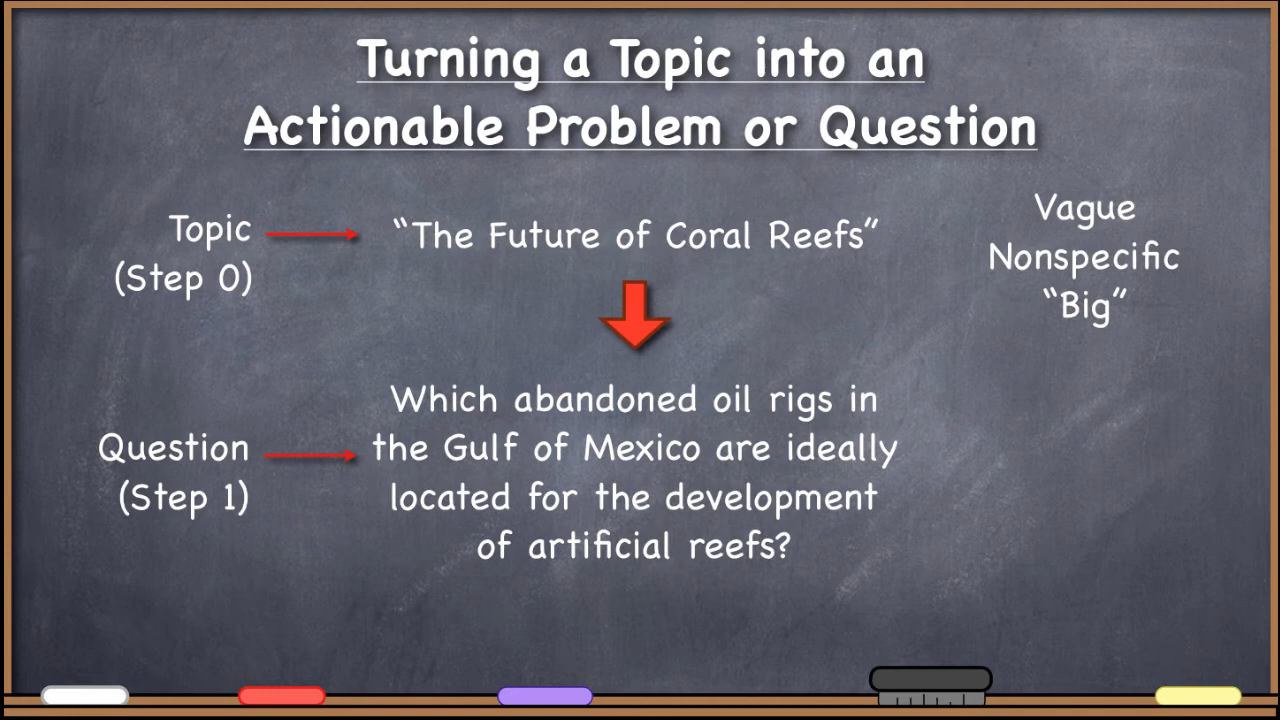 Turning a Topic into an
Actionable Problem or Question
Topic
(Step 0)
“The Future of Coral Reefs”
Vague
Nonspecific
“Big”
Question
(Step 1)
Which abandoned oil rigs in
the Gulf of Mexico are ideally
located for the development
of artificial reefs?